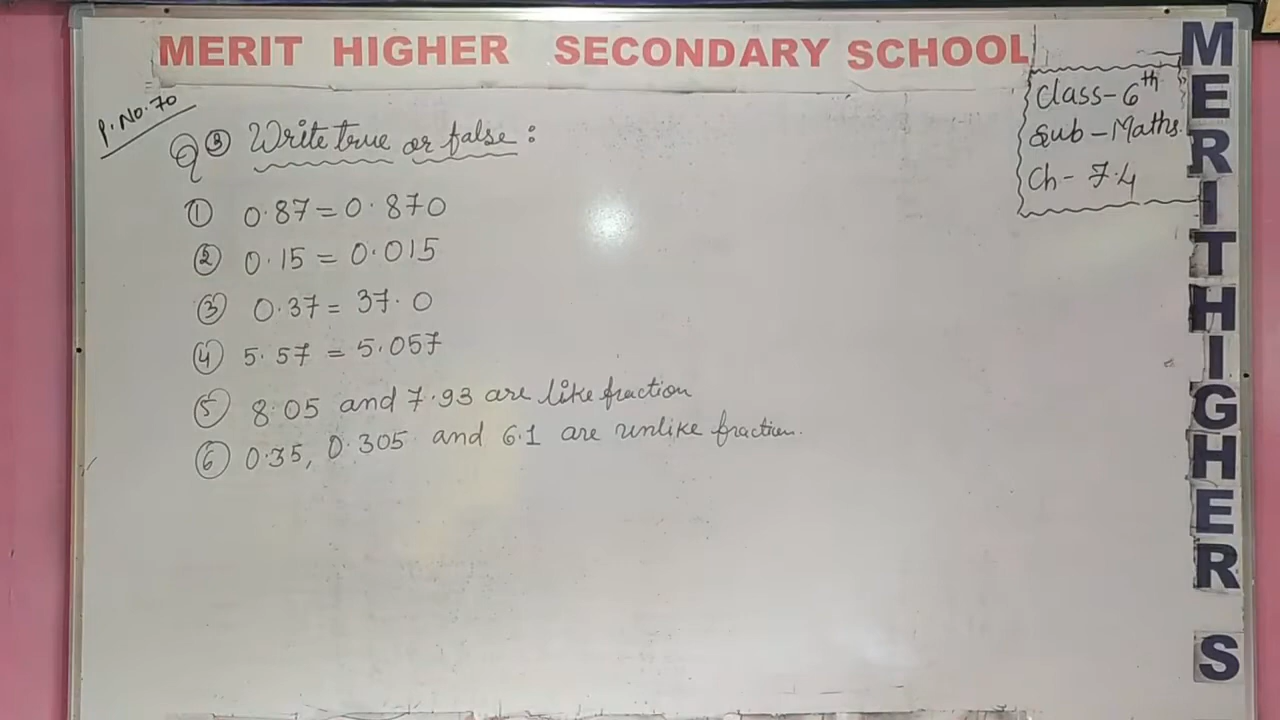 MERIT HIGHER SECONDARY SCHOOL
P. No. 70
Class - 6th
Sub - Maths.
Ch - 7.4
Q ③ Write true or false :
① 0.87 = 0.870
② 0.15 = 0.015
③ 0.37 = 37.0
④ 5.57 = 5.057
⑤ 8.05 and 7.93 are like fraction
⑥ 0.35, 0.305 and 6.1 are unlike fraction.
MERIT HIGHER S